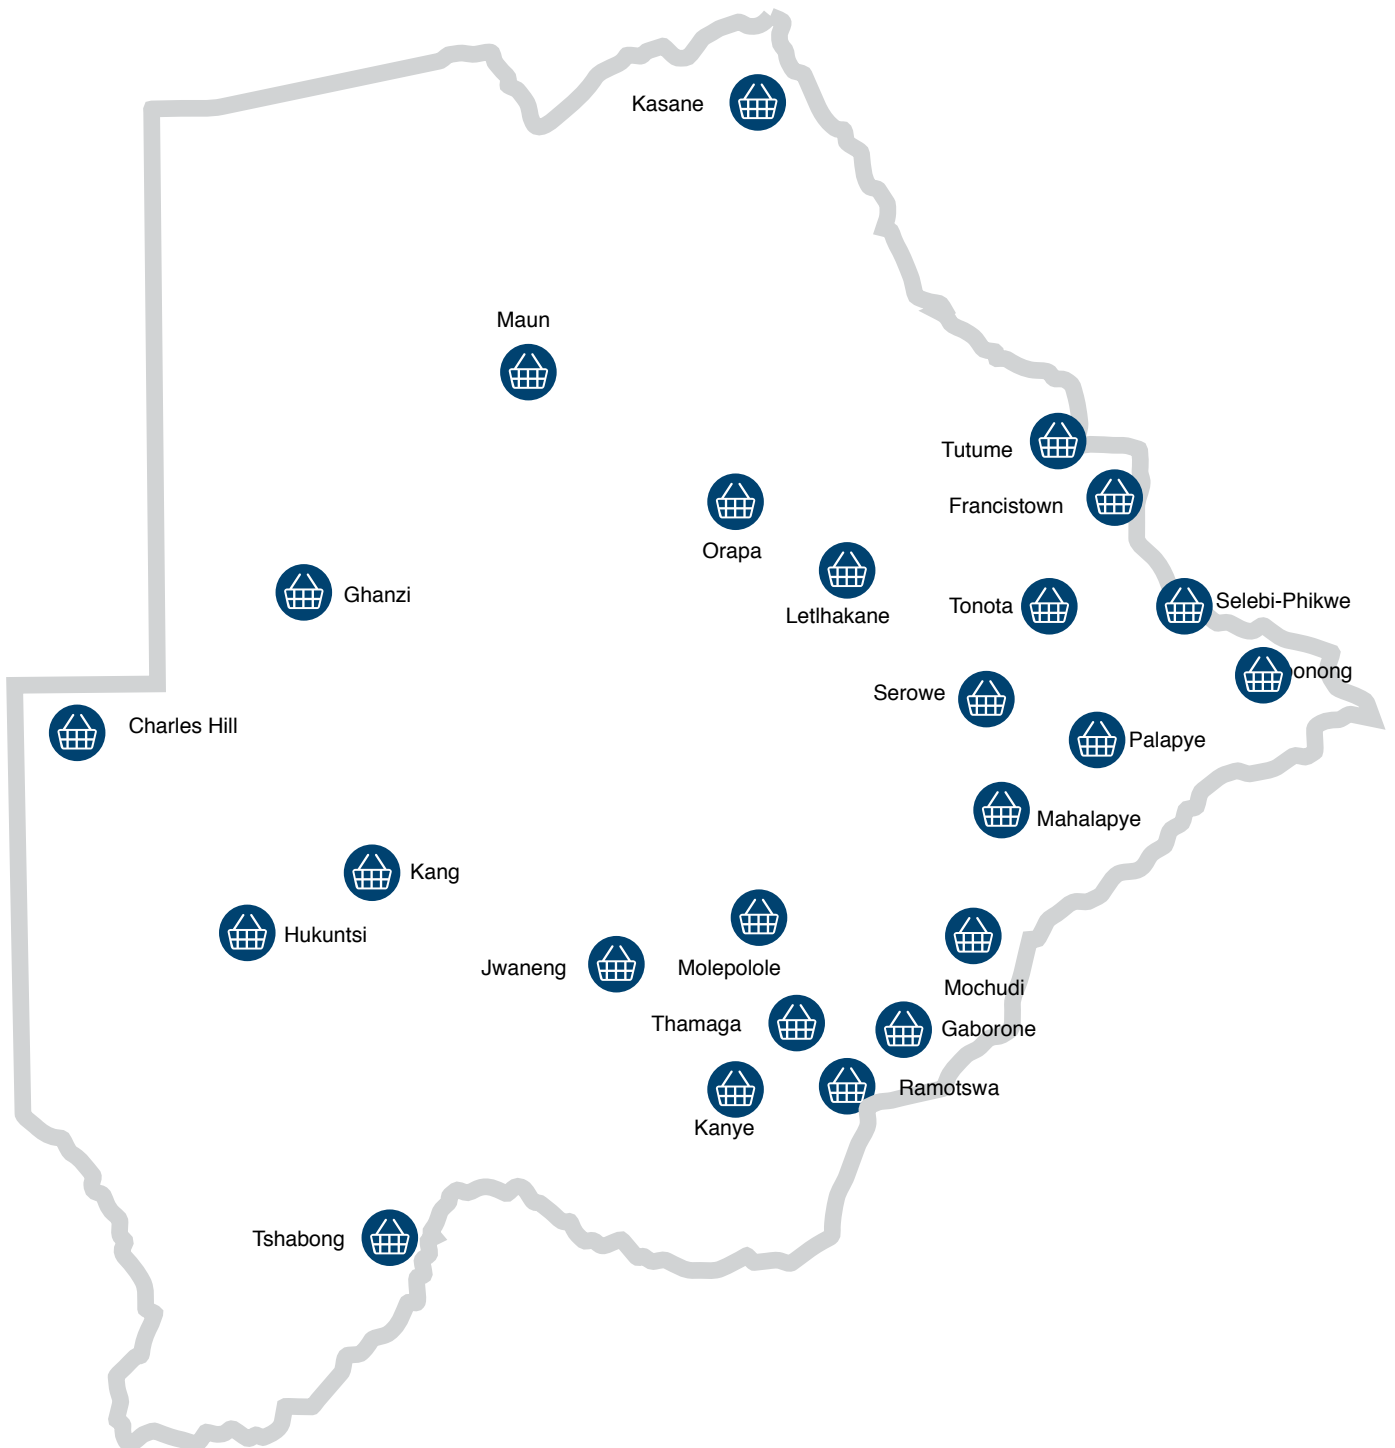 Kasane
Maun
Tutume
Francistown
Orapa
Ghanzi
Letlhakane
Tonota
Selebi-Phikwe
onong
Serowe
Charles Hill
Palapye
Mahalapye
Kang
Hukuntsi
Jwaneng
Molepolole
Mochudi
Thamaga
Gaborone
Ramotswa
Kanye
Tshabong